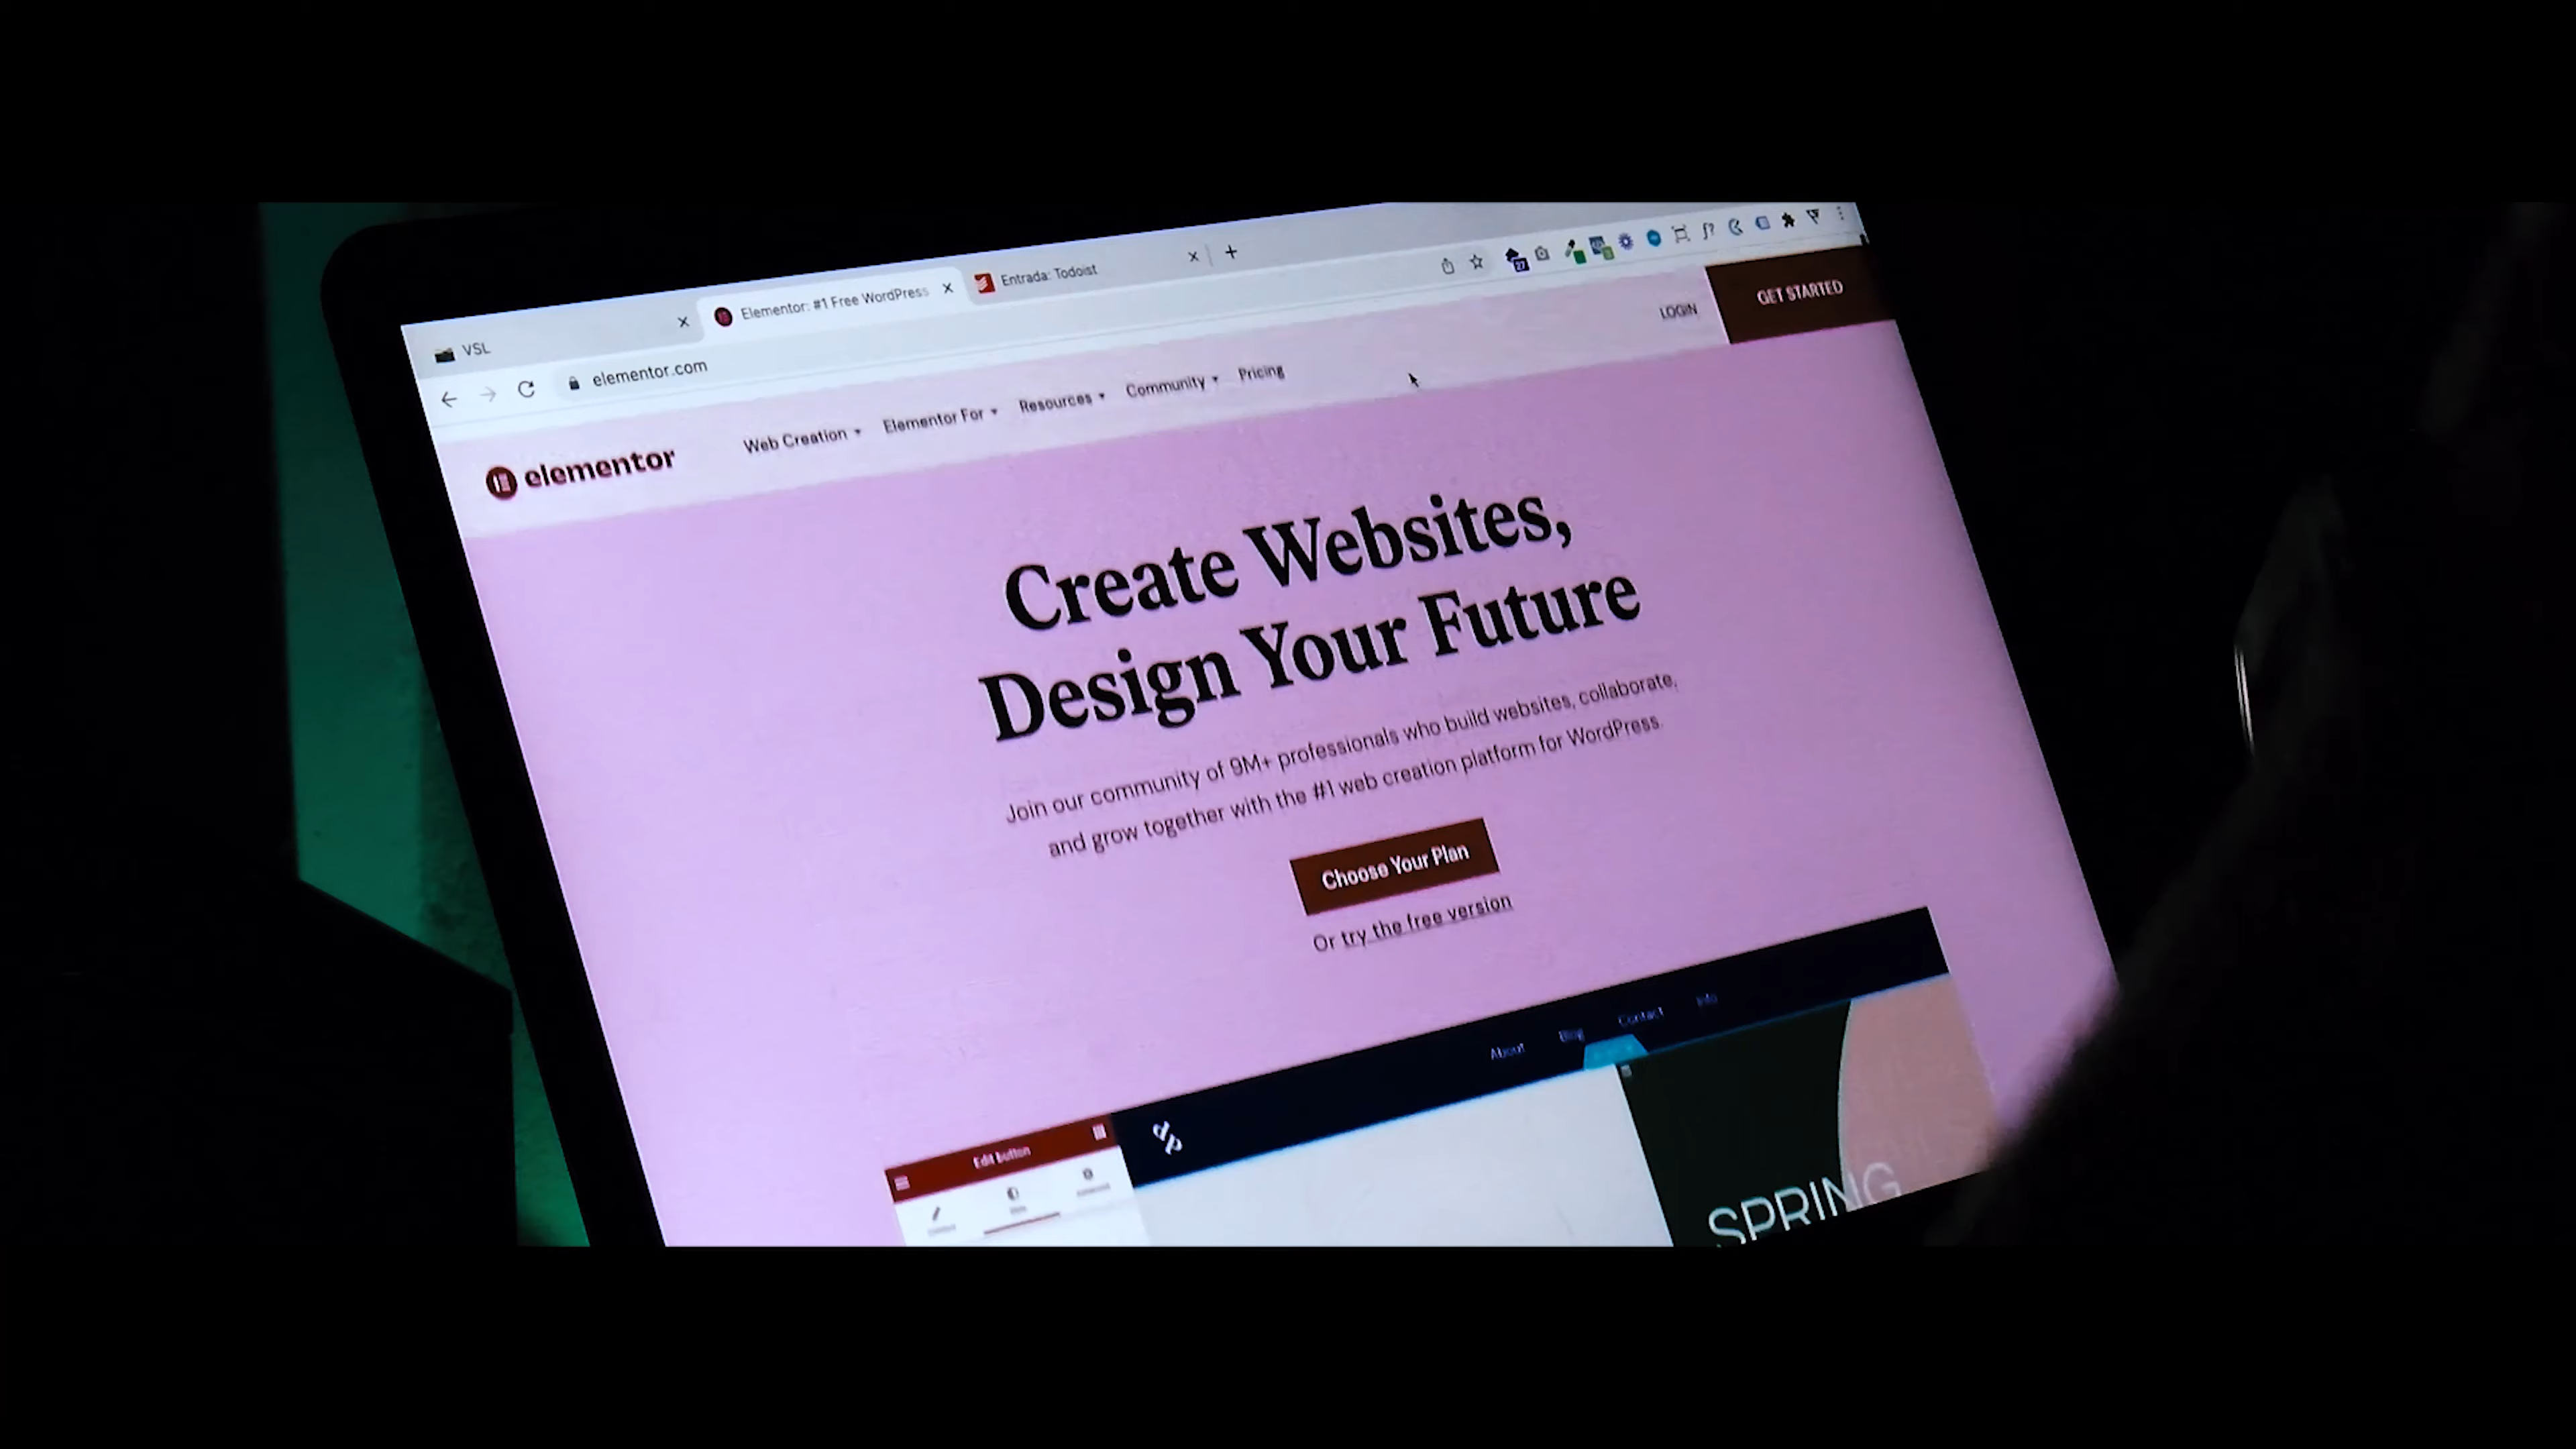 VSL
Elementor: #1 Free WordPress
Entrada: Todoist
elementor.com
27
elementor
Web Creation
Elementor For
Resources
Community
Pricing
LOGIN
GET STARTED
Create Websites,
Design Your Future
Join our community of 9M+ professionals who build websites, collaborate,
and grow together with the #1 web creation platform for WordPress.
Choose Your Plan
Or try the free version
About
Blog
Contact
Info
Edit button
SPRING